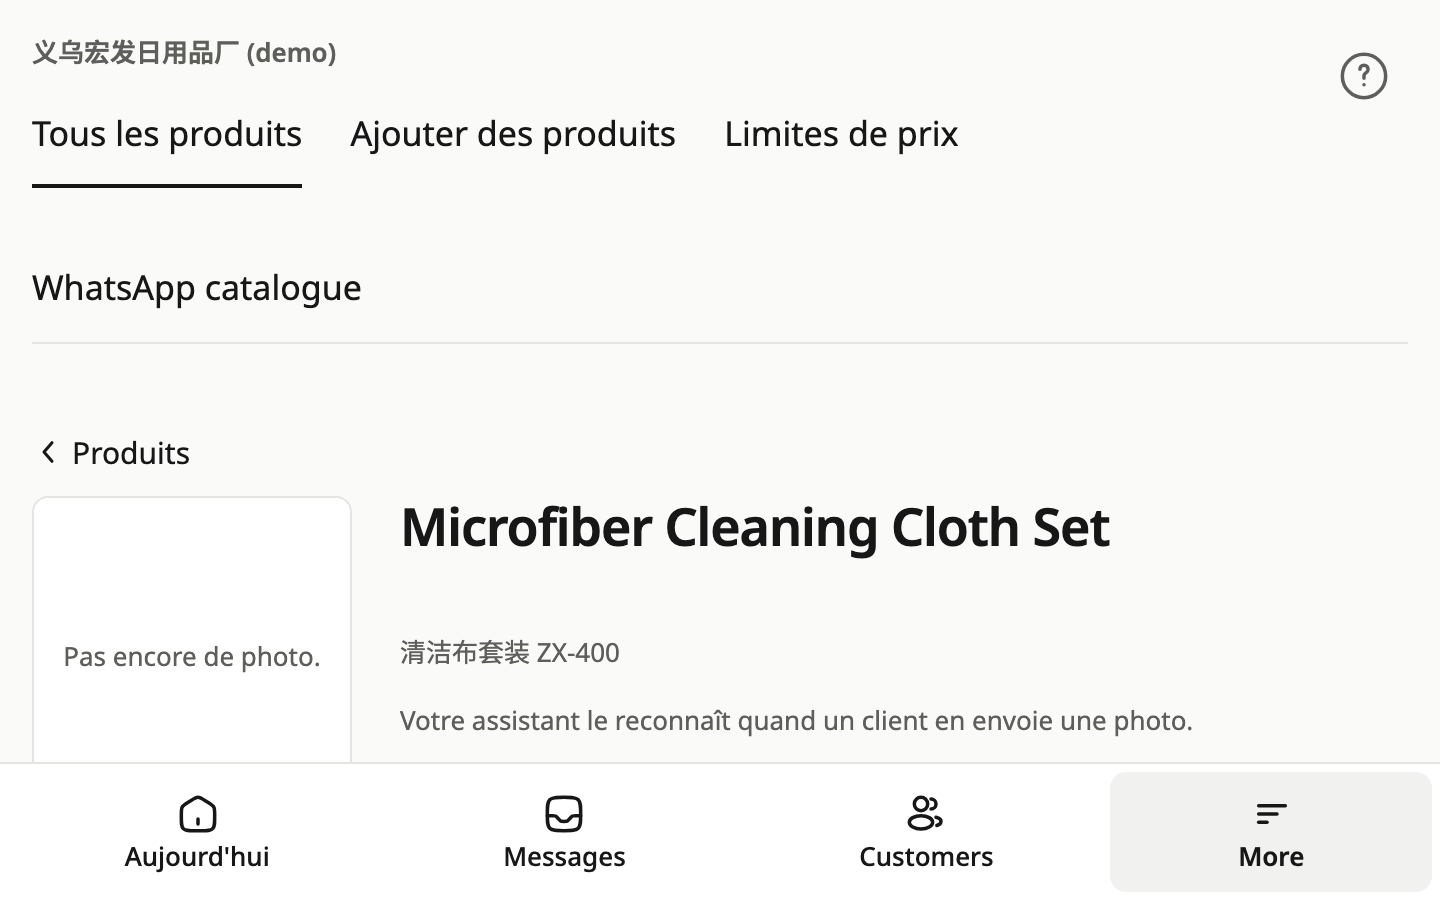 义乌宏发日用品厂 (demo)
Tous les produits
Ajouter des produits
Limites de prix
WhatsApp catalogue
Produits
Pas encore de photo.
Microfiber Cleaning Cloth Set
清洁布套装 ZX-400
Votre assistant le reconnaît quand un client en envoie une photo.
Aujourd'hui
Messages
Customers
More